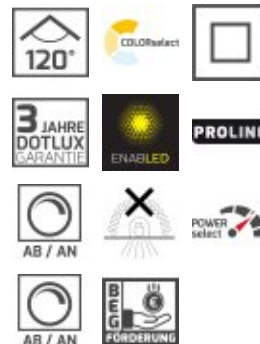 120°
COLORselect
3 JAHRE
DOTLUX
GARANTIE
ENABLED
PROLINE
AB / AN
POWER
select
AB / AN
BEG
FÖRDERUNG